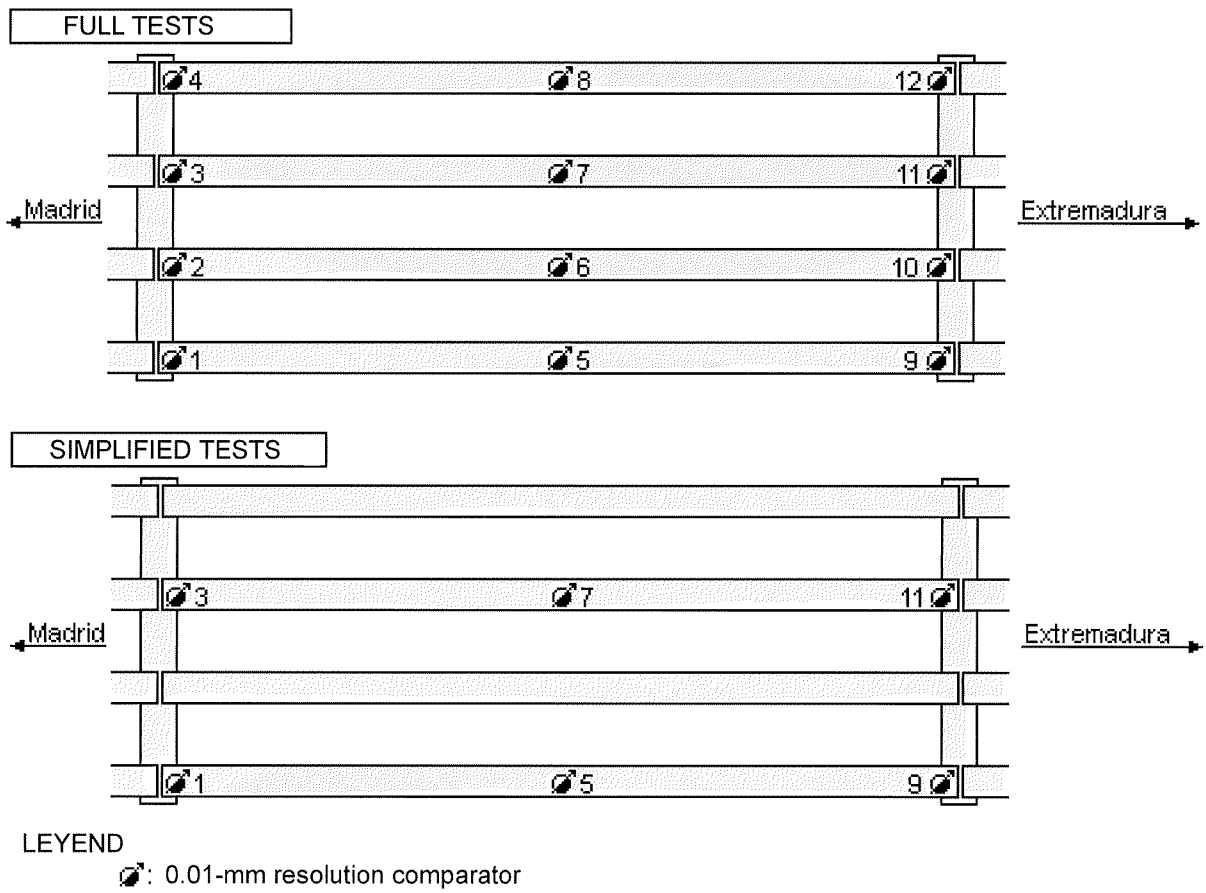 FULL TESTS
4 8 12
3 7 11
Madrid Extremadura
2 6 10
1 5 9
SIMPLIFIED TESTS
3 7 11
Madrid Extremadura
1 5 9
LEYEND
: 0.01-mm resolution comparator